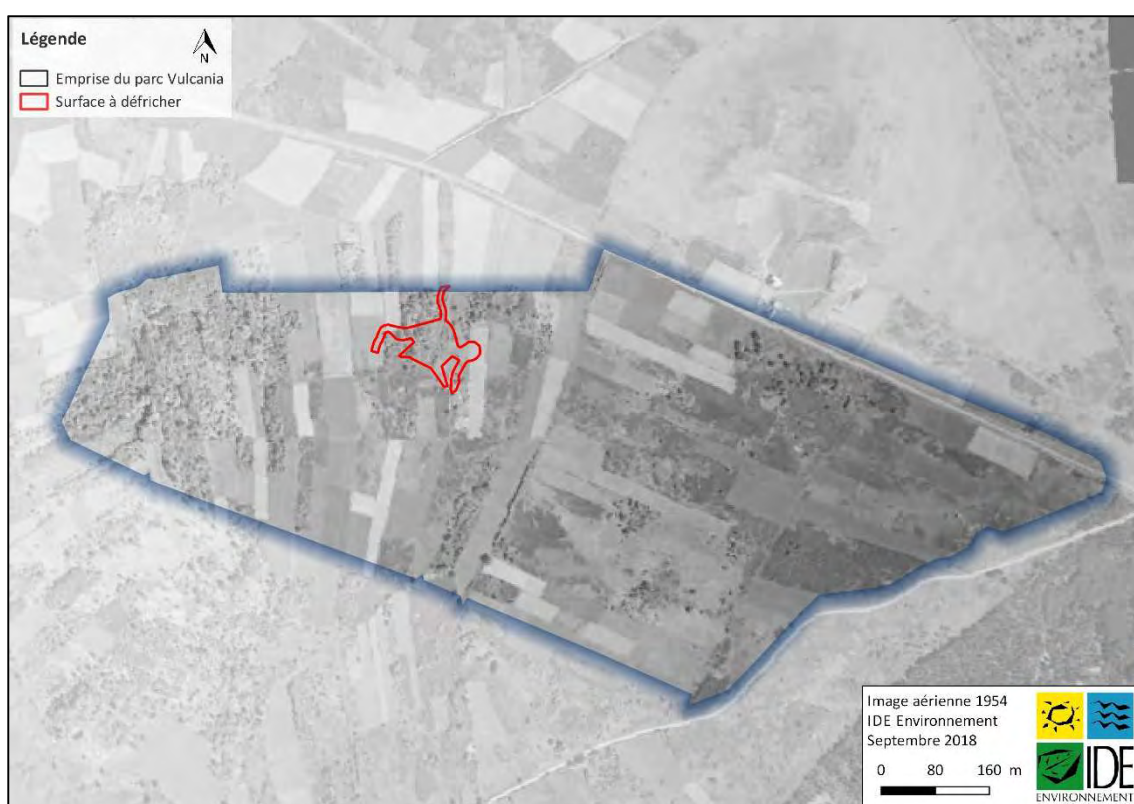 Légende
N
Emprise du parc Vulcania
Surface à défricher
Image aérienne 1954
IDE Environnement
Septembre 2018
0 80 160 m
IDE
ENVIRONNEMENT